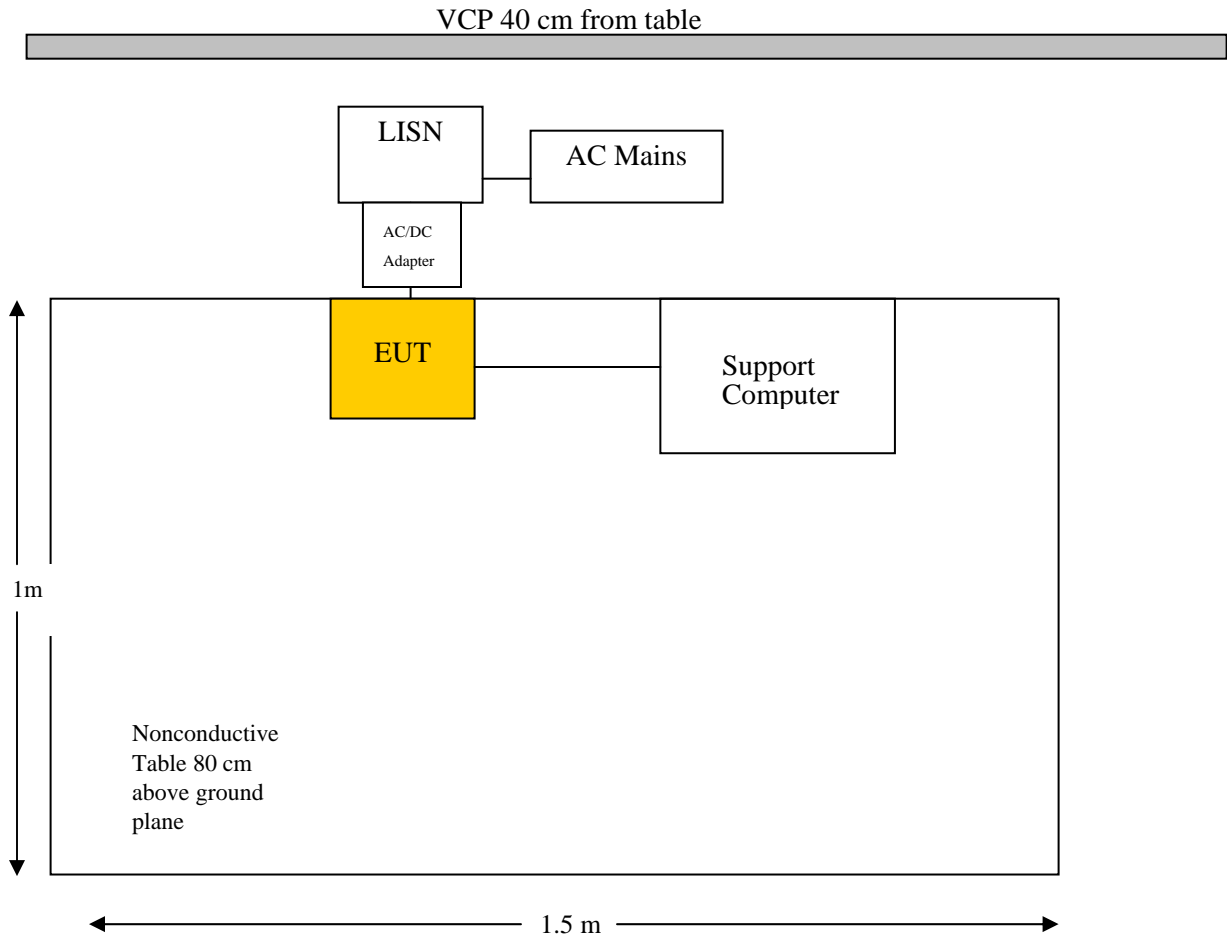 VCP 40 cm from table
LISN
AC Mains
AC/DC
Adapter
EUT
Support
Computer
1m
Nonconductive
Table 80 cm
above ground
plane
1.5 m